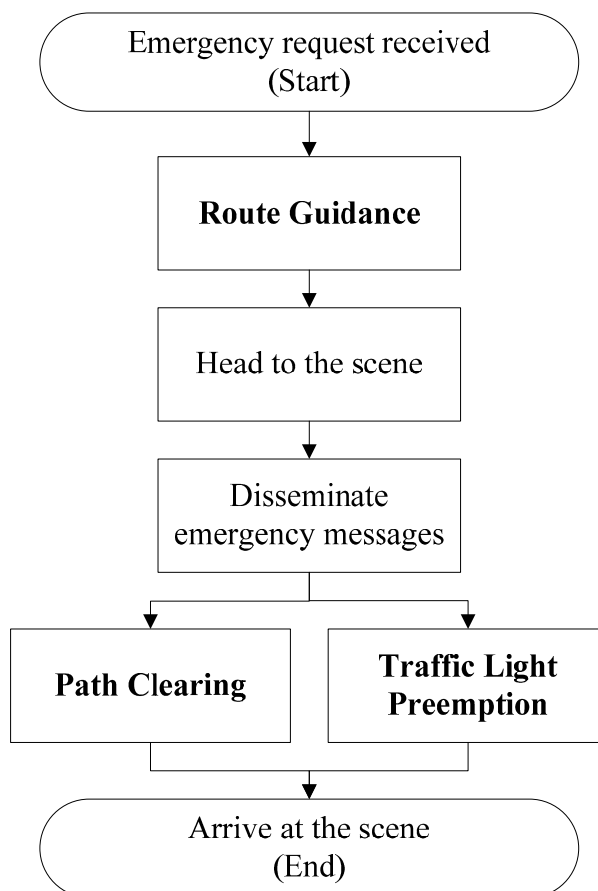 Emergency request received
(Start)
Route Guidance
Head to the scene
Disseminate
emergency messages
Path Clearing
Traffic Light
Preemption
Arrive at the scene
(End)